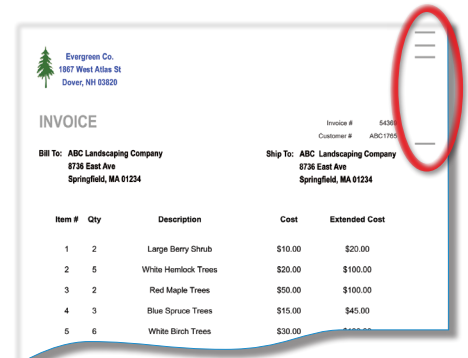 Evergreen Co.
1867 West Atlas St
Dover, NH 03820
INVOICE
Invoice #
Customer # ABC1765
Bill To: ABC Landscaping Company
8736 East Ave
Springfield, MA 01234
Ship To: ABC Landscaping Company
8736 East Ave
Springfield, MA 01234
Item # Qty Description Cost Extended Cost
1 2 Large Berry Shrub $10.00 $20.00
2 5 White Hemlock Trees $20.00 $100.00
3 2 Red Maple Trees $50.00 $100.00
4 3 Blue Spruce Trees $15.00 $45.00
5 6 White Birch Trees $30.00